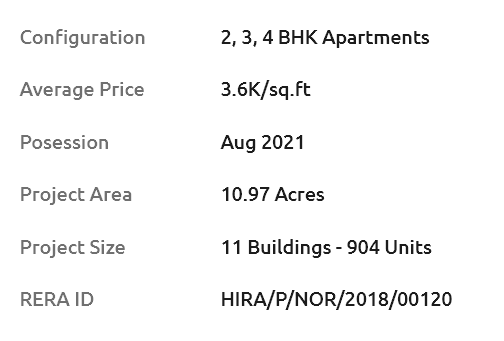 Configuration 2, 3, 4 BHK Apartments
Average Price 3.6K/sq.ft
Posession Aug 2021
Project Area 10.97 Acres
Project Size 11 Buildings - 904 Units
RERA ID HIRA/P/NOR/2018/00120